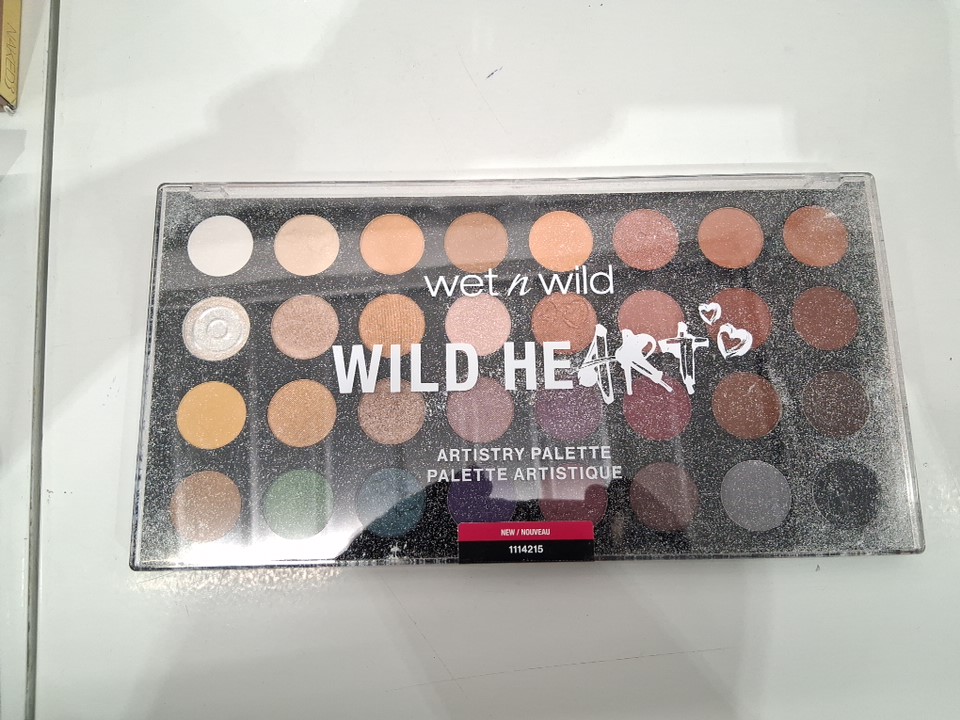 wet n wild
WILD HEART
ARTISTRY PALETTE
PALETTE ARTISTIQUE
NEW / NOUVEAU
1114215